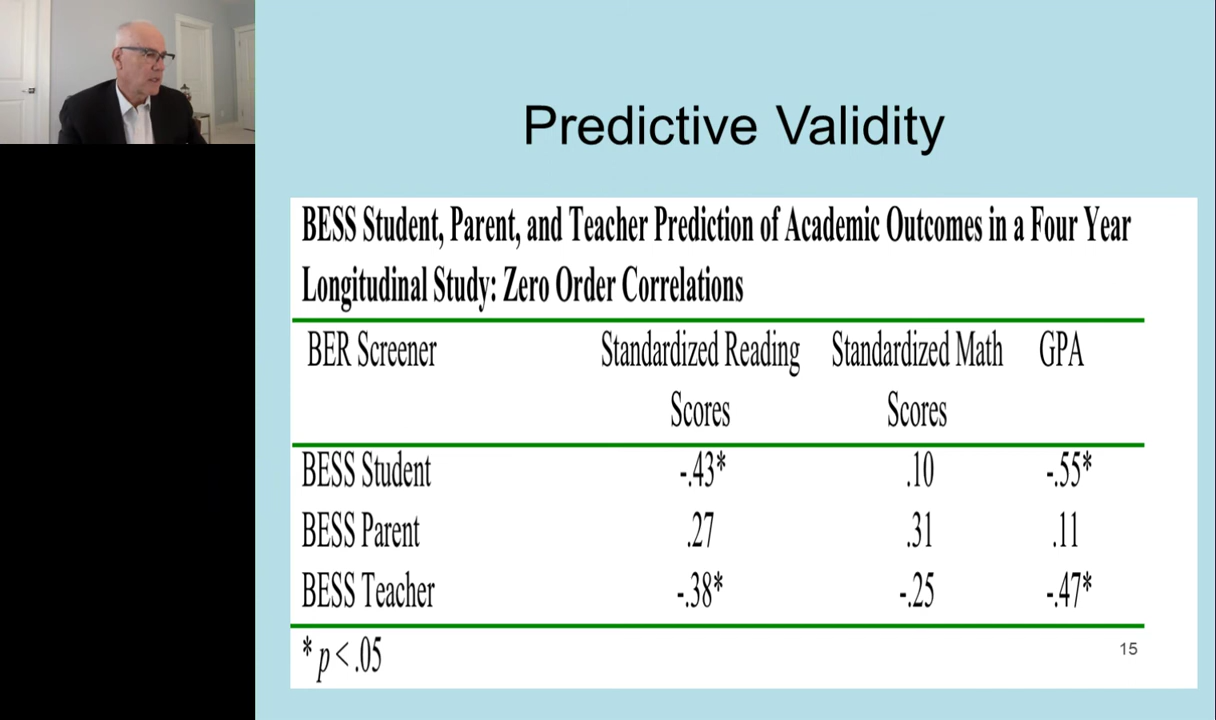 Predictive Validity
BESS Student, Parent, and Teacher Prediction of Academic Outcomes in a Four Year
Longitudinal Study: Zero Order Correlations
BER Screener Standardized Reading Standardized Math GPA
Scores Scores
BESS Student -.43* .10 -.55*
BESS Parent .27 .31 .11
BESS Teacher -.38* -.25 -.47*
* p < .05
15